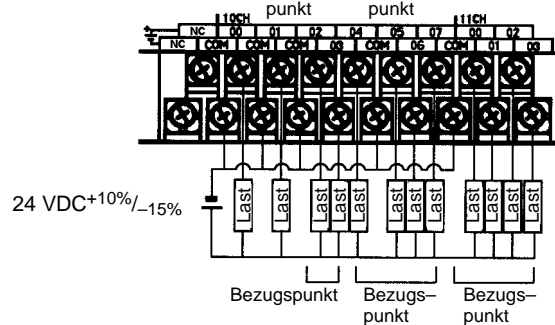 punkt punkt
10CH 11CH
NC 00 01 02 04 05 07 00 02
NC COM COM COM 03 COM 06 COM 01 03
Last Last Last Last Last Last Last Last Last Last Last Last
24 VDC+10%/–15%
Bezugspunkt Bezugs– Bezugs–
punkt punkt